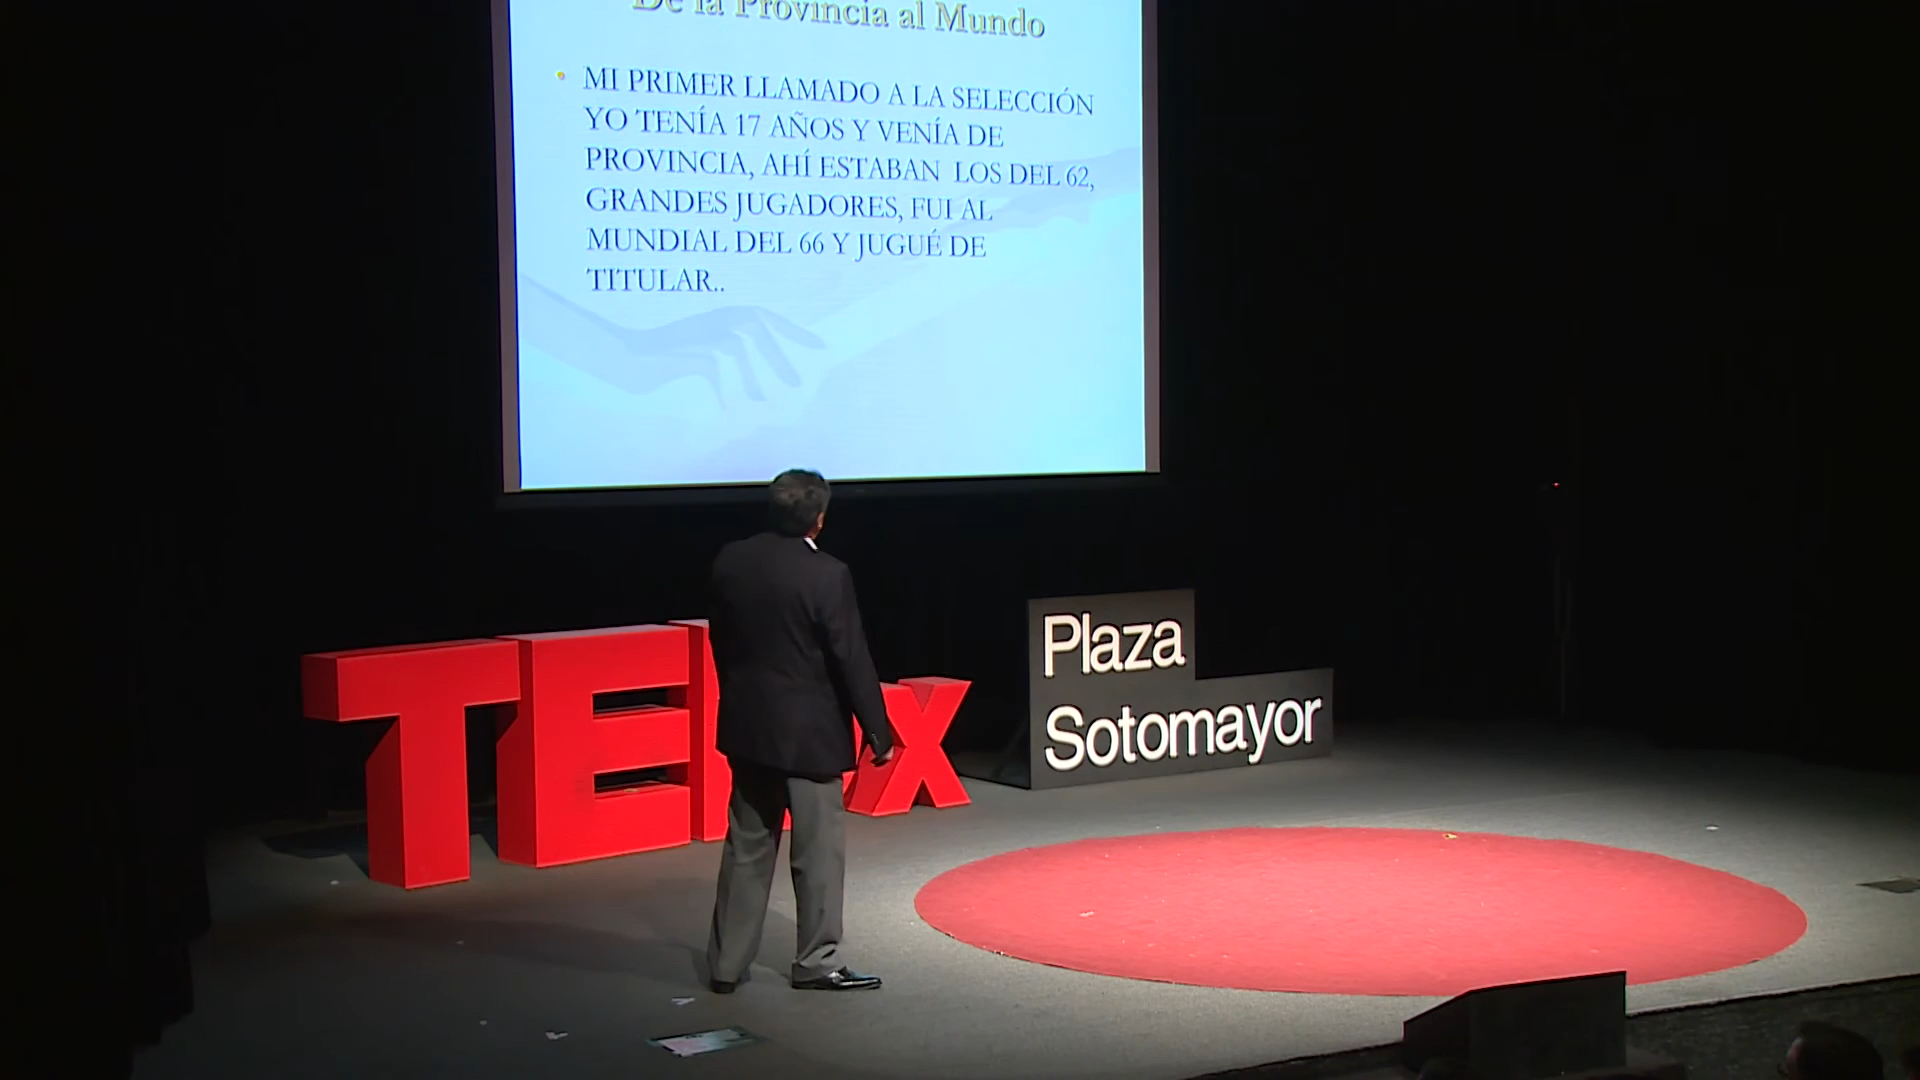 De la Provincia al Mundo
• MI PRIMER LLAMADO A LA SELECCIÓN
YO TENÍA 17 AÑOS Y VENÍA DE
PROVINCIA, AHÍ ESTABAN LOS DEL 62,
GRANDES JUGADORES, FUI AL
MUNDIAL DEL 66 Y JUGUÉ DE
TITULAR..
TEDx
Plaza
Sotomayor